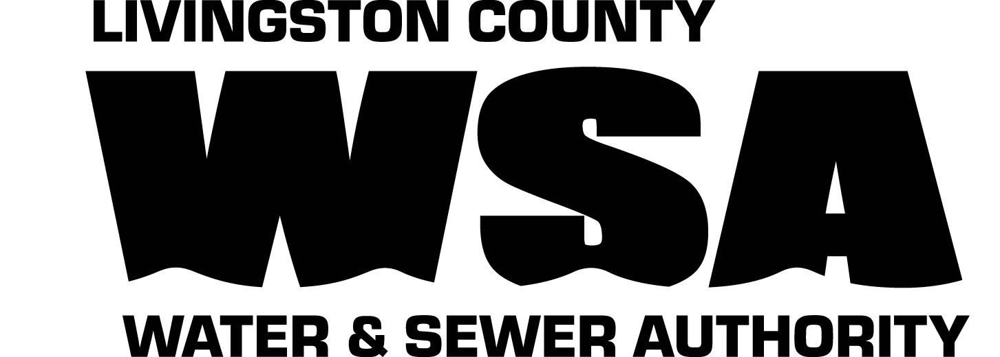 LIVINGSTON COUNTY
WSA
WATER & SEWER AUTHORITY